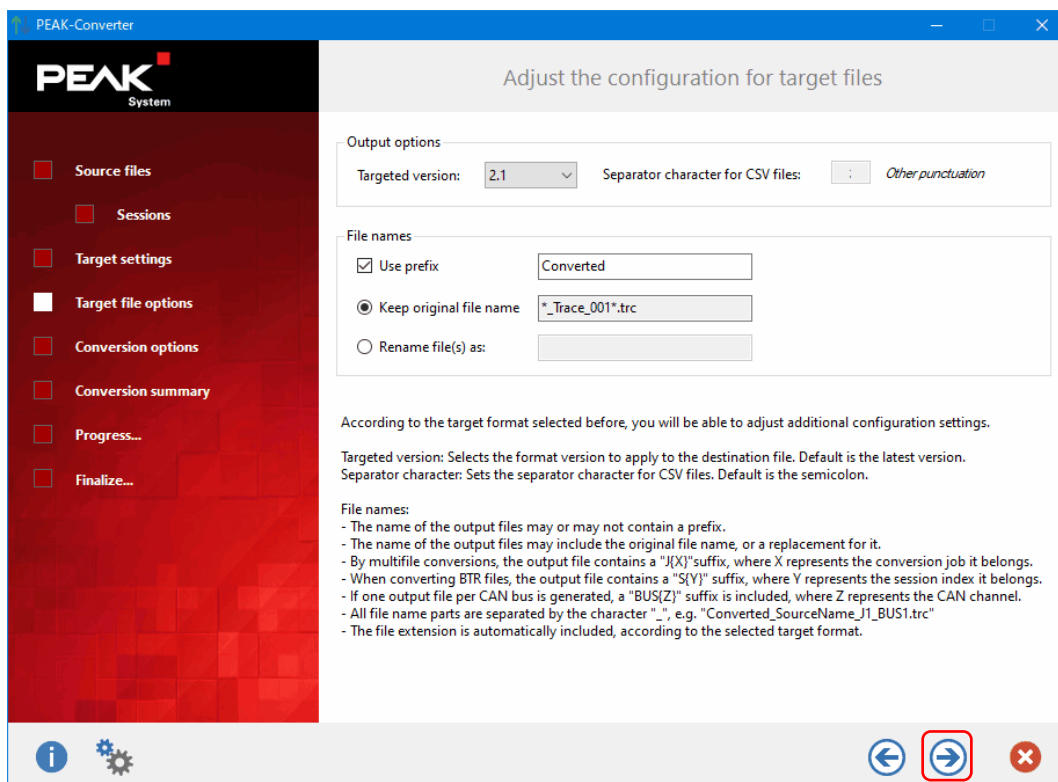 PEAK-Converter
PEAK
System
Adjust the configuration for target files
Source files
Sessions
Target settings
Target file options
Conversion options
Conversion summary
Progress...
Finalize...
Output options
Targeted version: 2.1 Separator character for CSV files: ; Other punctuation
File names
Use prefix Converted
Keep original file name *_Trace_001*.trc
Rename file(s) as:
According to the target format selected before, you will be able to adjust additional configuration settings.
Targeted version: Selects the format version to apply to the destination file. Default is the latest version.
Separator character: Sets the separator character for CSV files. Default is the semicolon.
File names:
- The name of the output files may or may not contain a prefix.
- The name of the output files may include the original file name, or a replacement for it.
- By multifile conversions, the output file contains a "J{X}"suffix, where X represents the conversion job it belongs.
- When converting BTR files, the output file contains a "S{Y}" suffix, where Y represents the session index it belongs.
- If one output file per CAN bus is generated, a "BUS{Z}" suffix is included, where Z represents the CAN channel.
- All file name parts are separated by the character "_", e.g. "Converted_SourceName_J1_BUS1.trc"
- The file extension is automatically included, according to the selected target format.